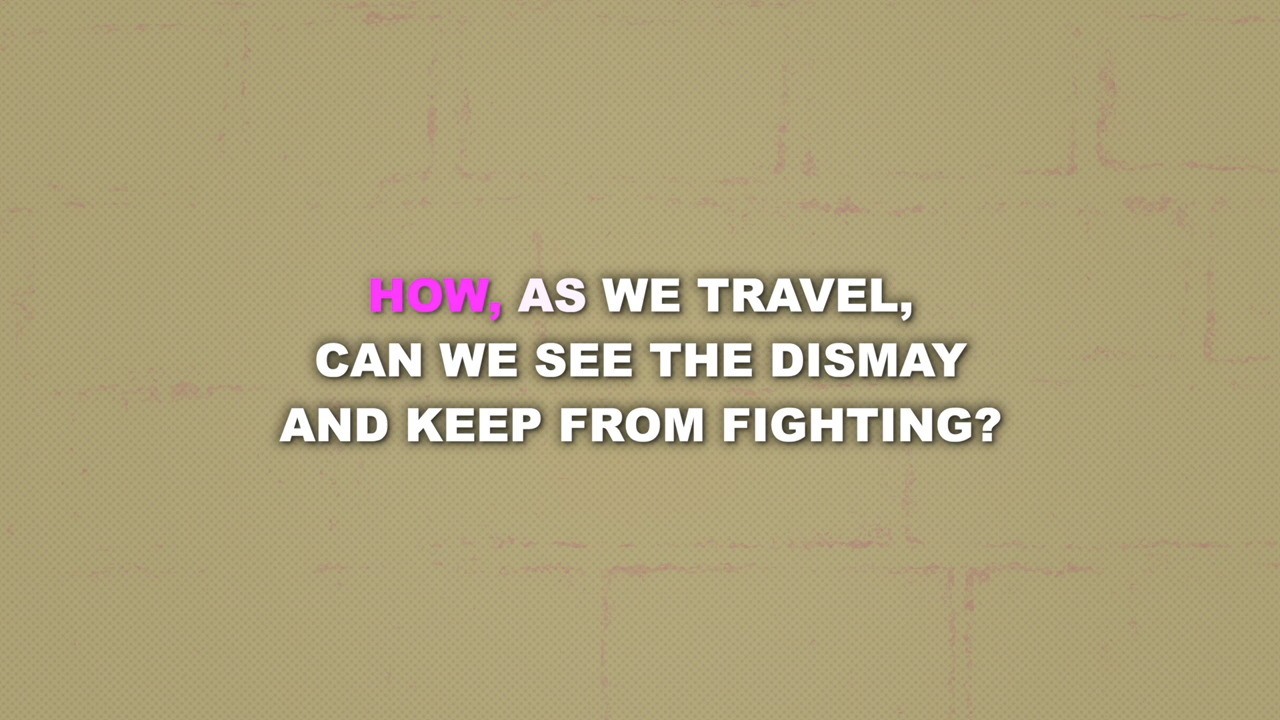 HOW, AS WE TRAVEL,
CAN WE SEE THE DISMAY
AND KEEP FROM FIGHTING?